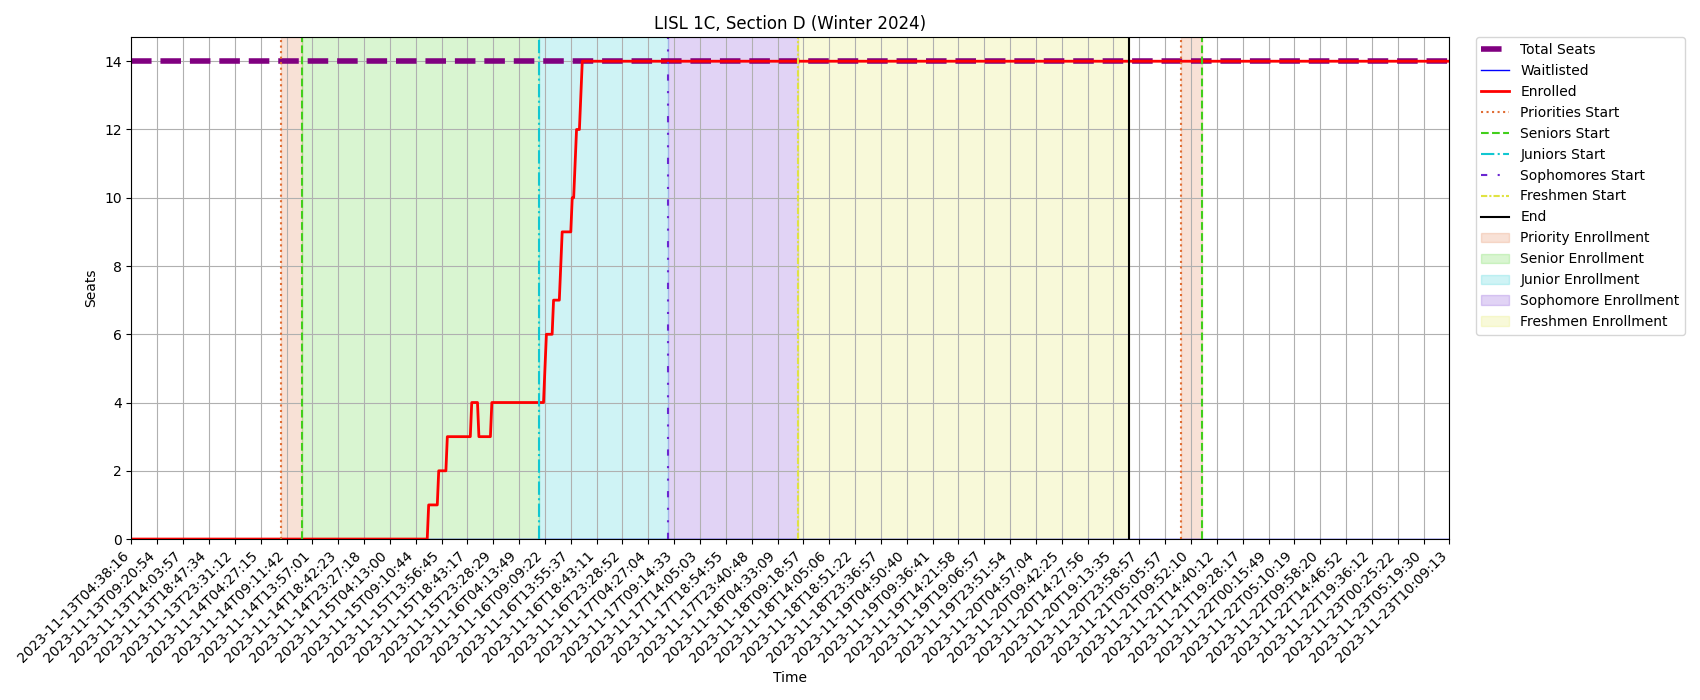 LISL 1C, Section D (Winter 2024)
Total Seats
Waitlisted
Enrolled
Priorities Start
Seniors Start
Juniors Start
Sophomores Start
Freshmen Start
End
Priority Enrollment
Senior Enrollment
Junior Enrollment
Sophomore Enrollment
Freshmen Enrollment
Seats
14
12
10
8
6
4
2
0
2023-11-13T04:38:16
2023-11-13T09:20:54
2023-11-13T14:03:57
2023-11-13T18:47:34
2023-11-13T23:31:12
2023-11-14T04:27:15
2023-11-14T09:11:42
2023-11-14T13:57:01
2023-11-14T18:42:23
2023-11-14T23:27:18
2023-11-15T04:13:00
2023-11-15T09:10:44
2023-11-15T13:56:45
2023-11-15T18:43:17
2023-11-15T23:28:29
2023-11-16T04:13:49
2023-11-16T09:09:22
2023-11-16T13:55:37
2023-11-16T18:43:11
2023-11-16T23:28:52
2023-11-17T04:27:04
2023-11-17T09:14:33
2023-11-17T14:05:03
2023-11-17T18:54:55
2023-11-17T23:40:48
2023-11-18T04:33:09
2023-11-18T09:18:57
2023-11-18T14:05:06
2023-11-18T18:51:22
2023-11-18T23:36:57
2023-11-19T04:50:40
2023-11-19T09:36:41
2023-11-19T14:21:58
2023-11-19T19:06:57
2023-11-19T23:51:54
2023-11-20T04:57:04
2023-11-20T09:42:25
2023-11-20T14:27:56
2023-11-20T19:13:35
2023-11-20T23:58:57
2023-11-21T05:05:57
2023-11-21T09:52:10
2023-11-21T14:40:12
2023-11-21T19:28:17
2023-11-22T00:15:49
2023-11-22T05:10:19
2023-11-22T09:58:20
2023-11-22T14:46:52
2023-11-22T19:36:12
2023-11-23T00:25:22
2023-11-23T05:19:30
2023-11-23T10:09:13
Time